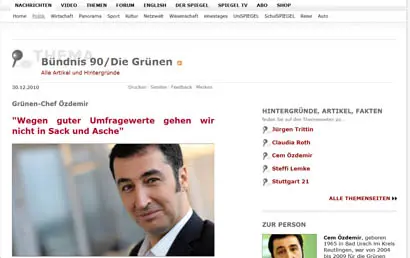 NACHRICHTEN VIDEO THEMEN FORUM ENGLISH DER SPIEGEL SPIEGEL TV ABO SHOP
Home Politik Wirtschaft Panorama Sport Kultur Netzwelt Wissenschaft einestages UniSPIEGEL SchulSPIEGEL Reise Auto
THEMA
Bündnis 90/Die Grünen
Alle Artikel und Hintergründe
20.12.2010
Drucken Senden Feedback Merken
Grünen-Chef Özdemir
"Wegen guter Umfragewerte gehen wir
nicht in Sack und Asche"
HINTERGRÜNDE, ARTIKEL, FAKTEN
finden Sie auf den Themenseiten zu...
Jürgen Trittin
Claudia Roth
Cem Özdemir
Steffi Lemke
Stuttgart 21
ALLE THEMENSEITEN
ZUR PERSON
Cem Özdemir, geboren
1965 in Bad Urach im Kreis
Reutlingen, war von 2004
bis 2009 für die Grünen